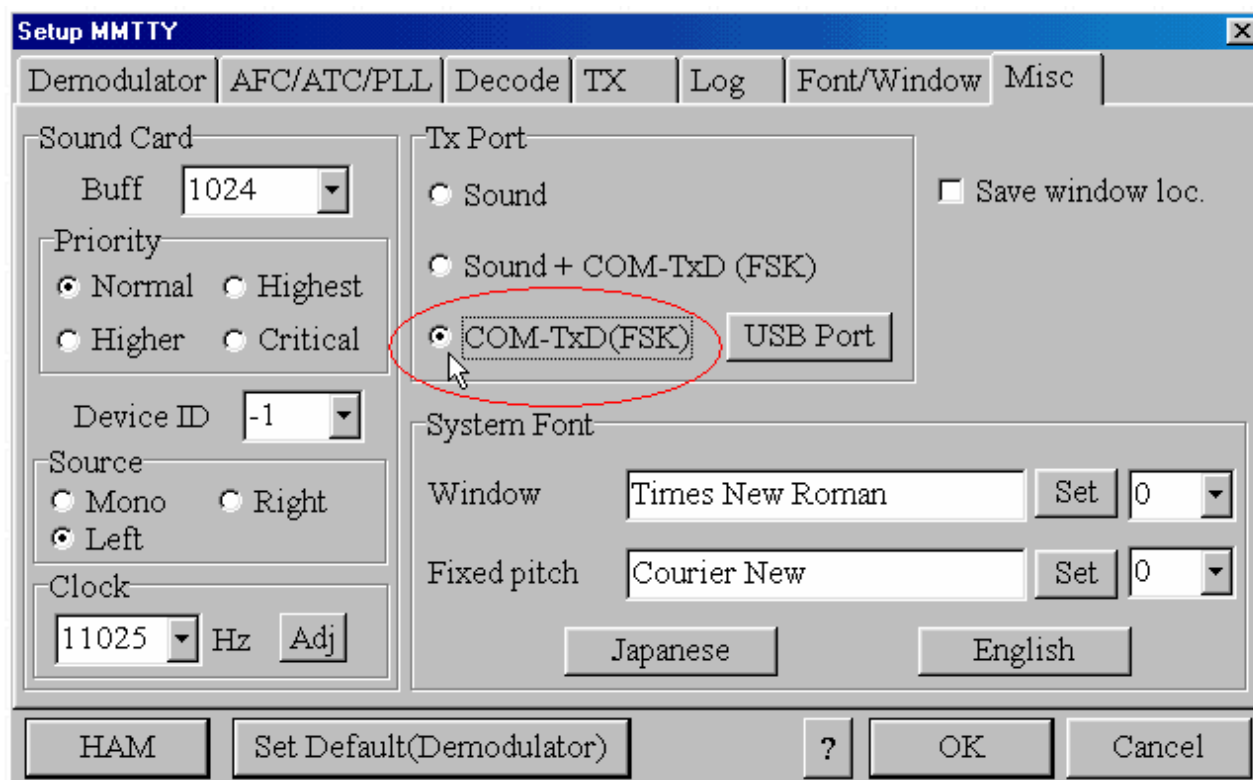 Setup MMTTY
Demodulator AFC/ATC/PLL Decode TX Log Font/Window Misc
Sound Card
Buff 1024
Priority
Normal Highest
Higher Critical
Device ID -1
Source
Mono Right
Left
Clock
11025 Hz Adj
Tx Port
Sound
Sound + COM-TxD (FSK)
COM-TxD(FSK) USB Port
Save window loc.
System Font
Window Times New Roman Set 0
Fixed pitch Courier New Set 0
Japanese English
HAM Set Default(Demodulator) ? OK Cancel